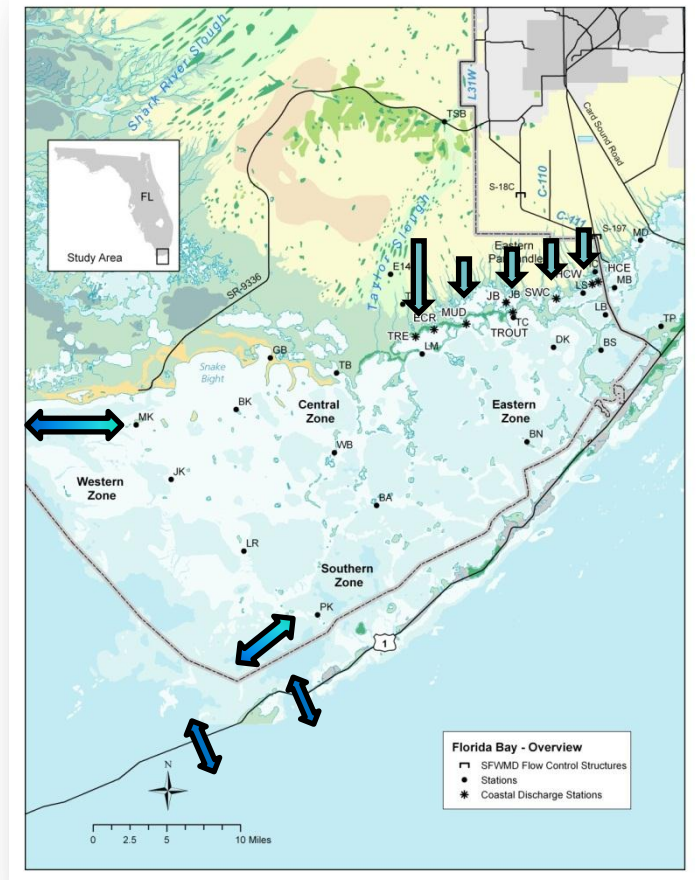 Shark River Slough
L31W
TSB
Card Sound Road
FL
Study Area
S-18C
C-110
C-111
S-197
MD
Taylor Slough
Eastern
E14
HCW
HCE
MB
SR-9336
JB
JB
SWC
LS
LB
ECR
MUD
TC
TROUT
TRE
LM
DK
BS
TP
GB
TB
Snake
Bight
MK
BK
Central
Zone
Eastern
Zone
WB
BN
JK
Western
Zone
BA
LR
Southern
Zone
PK
1
Florida Bay - Overview
SFWMD Flow Control Structures
Stations
Coastal Discharge Stations
N
0 2.5 5 10 Miles